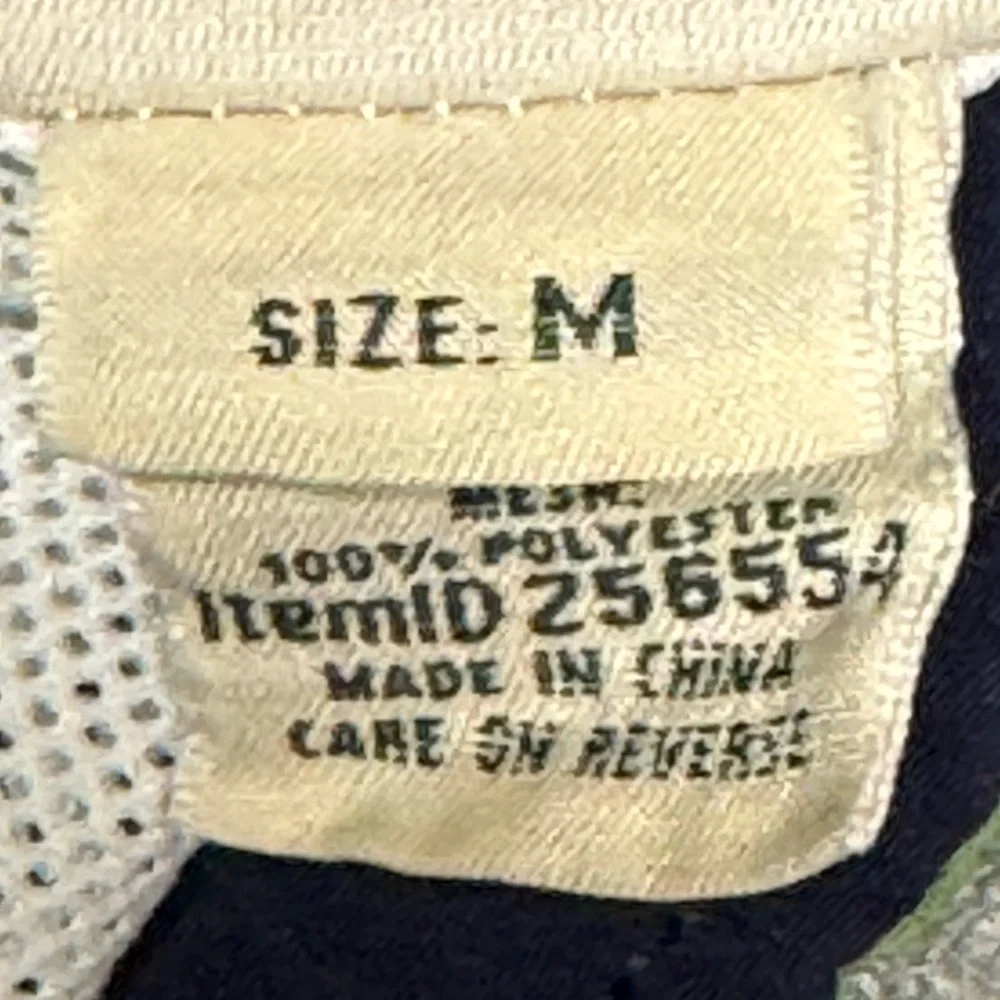 SIZE: M
MESH:
100% POLYESTER
ItemID 256554
MADE IN CHINA
CARE ON REVERSE